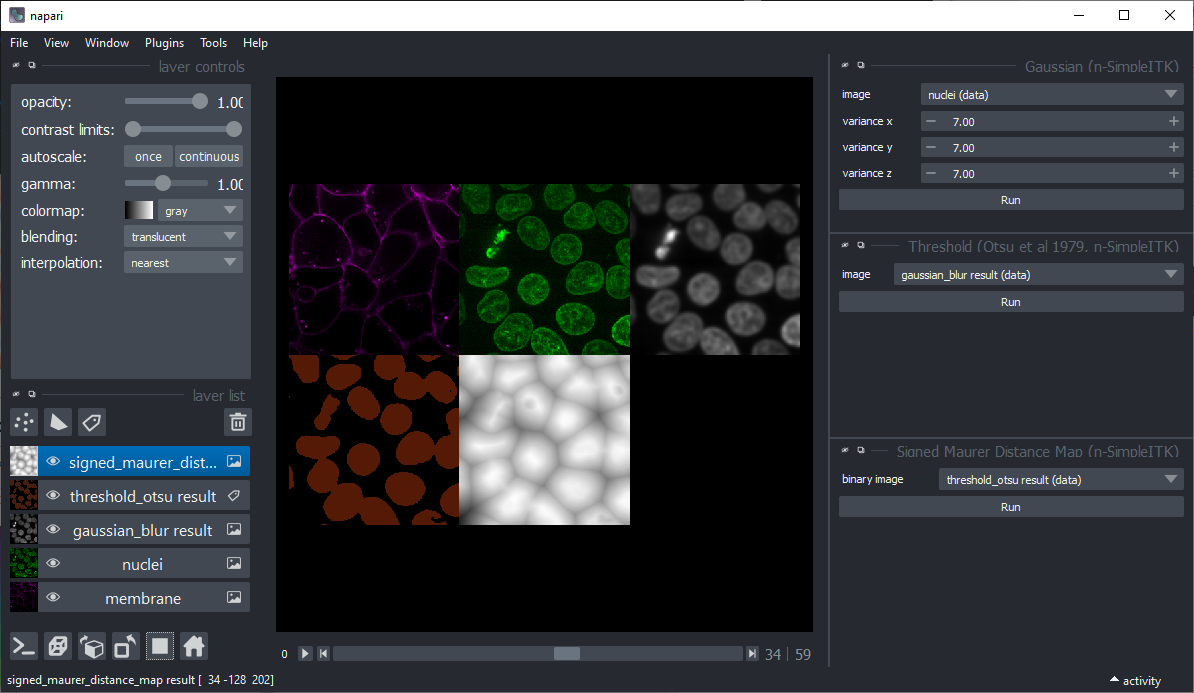 napari
File View Window Plugins Tools Help
layer controls
opacity: 1.00
contrast limits:
autoscale: once continuous
gamma: 1.00
colormap: gray
blending: translucent
interpolation: nearest
layer list
signed_maurer_dist...
threshold_otsu result
gaussian_blur result
nuclei
membrane
0 34 | 59
signed_maurer_distance_map result [ 34 -128 202]
Gaussian (n-SimpleITK)
image nuclei (data)
variance x − 7.00 +
variance y − 7.00 +
variance z − 7.00 +
Run
Threshold (Otsu et al 1979, n-SimpleITK)
image gaussian_blur result (data)
Run
Signed Maurer Distance Map (n-SimpleITK)
binary image threshold_otsu result (data)
Run
activity